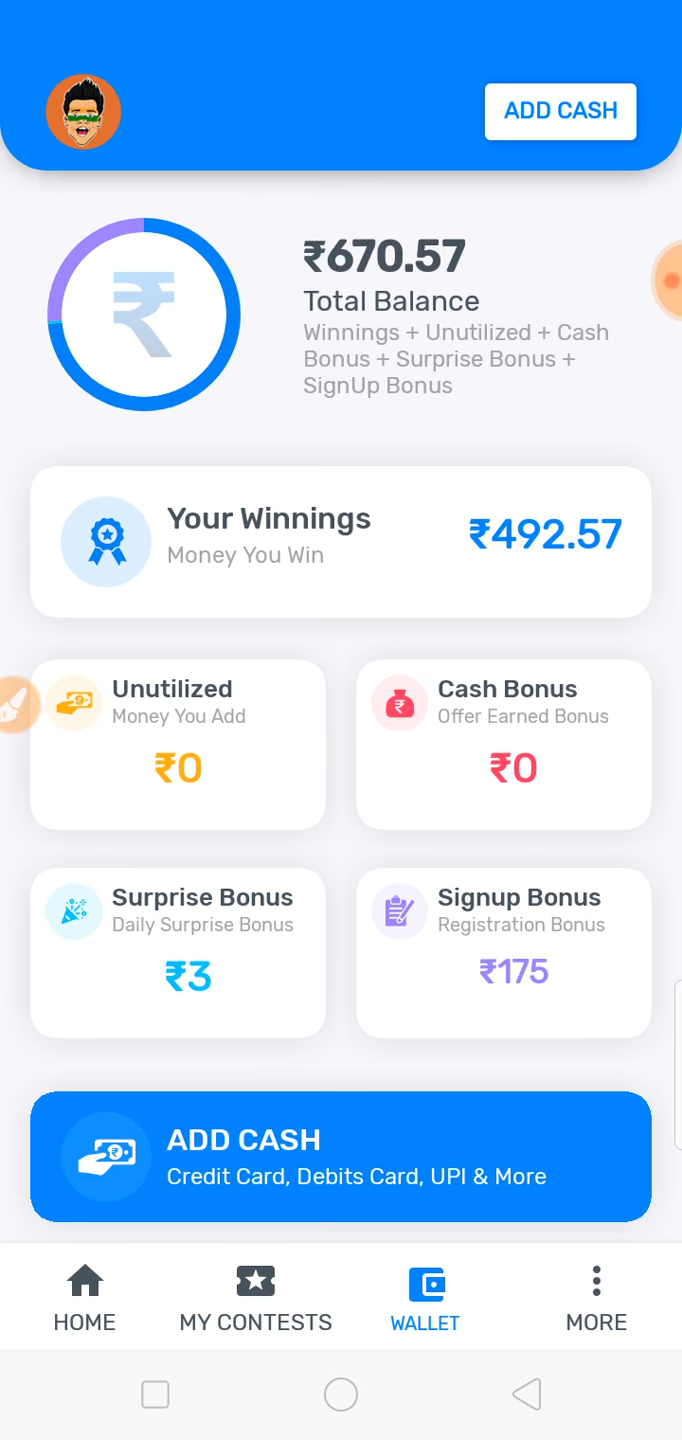 ADD CASH
₹670.57
Total Balance
Winnings + Unutilized + Cash
Bonus + Surprise Bonus +
SignUp Bonus
Your Winnings
Money You Win
₹492.57
Unutilized
Money You Add
₹0
Cash Bonus
Offer Earned Bonus
₹0
Surprise Bonus
Daily Surprise Bonus
₹3
Signup Bonus
Registration Bonus
₹175
ADD CASH
Credit Card, Debits Card, UPI & More
HOME
MY CONTESTS
WALLET
MORE